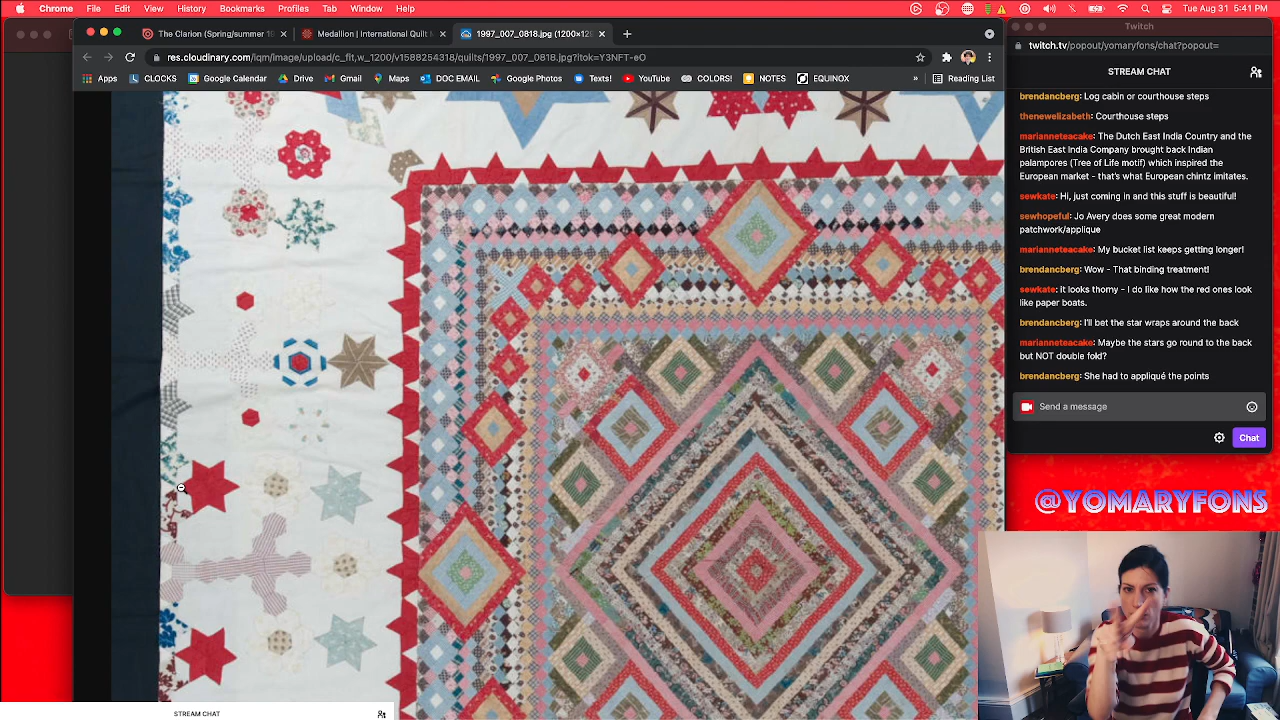 Chrome File Edit View History Bookmarks Profiles Tab Window Help
Tue Aug 31 5:41 PM
The Clarion (Spring/summer 19
Medallion | International Quilt M
1997_007_0818.jpg (1200×12
res.cloudinary.com/iqm/image/upload/c_fit,w_1200/v1588254318/quilts/1997_007_0818.jpg?itok=Y3NFT-eO
Apps CLOCKS Google Calendar Drive Gmail Maps DOC EMAIL Google Photos Texts! YouTube COLORS! NOTES EQUINOX » Reading List
Twitch
twitch.tv/popout/yomaryfons/chat?popout=
STREAM CHAT
brendancberg: Log cabin or courthouse steps
thenewelizabeth: Courthouse steps
marianneteacake: The Dutch East India Country and the
British East India Company brought back Indian
palampores (Tree of Life motif) which inspired the
European market - that's what European chintz imitates.
sewkate: Hi, just coming in and this stuff is beautiful!
sewhopeful: Jo Avery does some great modern
patchwork/applique
marianneteacake: My bucket list keeps getting longer!
brendancberg: Wow - That binding treatment!
sewkate: It looks thorny - I do like how the red ones look
like paper boats.
brendancberg: I'll bet the star wraps around the back
marianneteacake: Maybe the stars go round to the back
but NOT double fold?
brendancberg: She had to appliqué the points
Send a message
Chat
@YOMARYFONS
STREAM CHAT